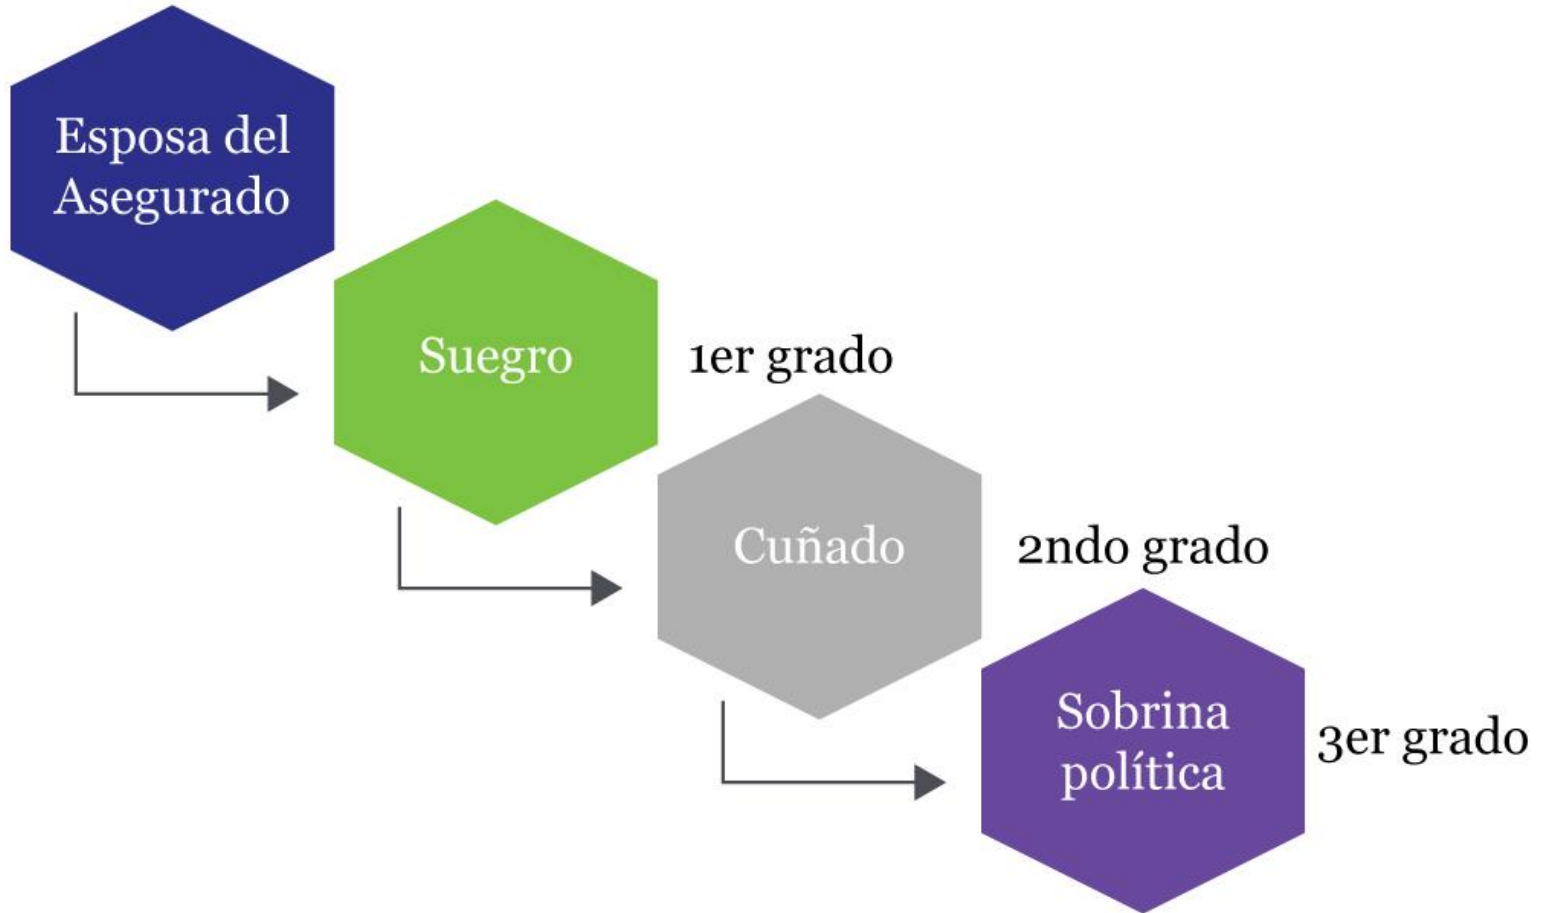 Esposa del
Asegurado
Suegro
1er grado
Cuñado
2ndo grado
Sobrina
política
3er grado